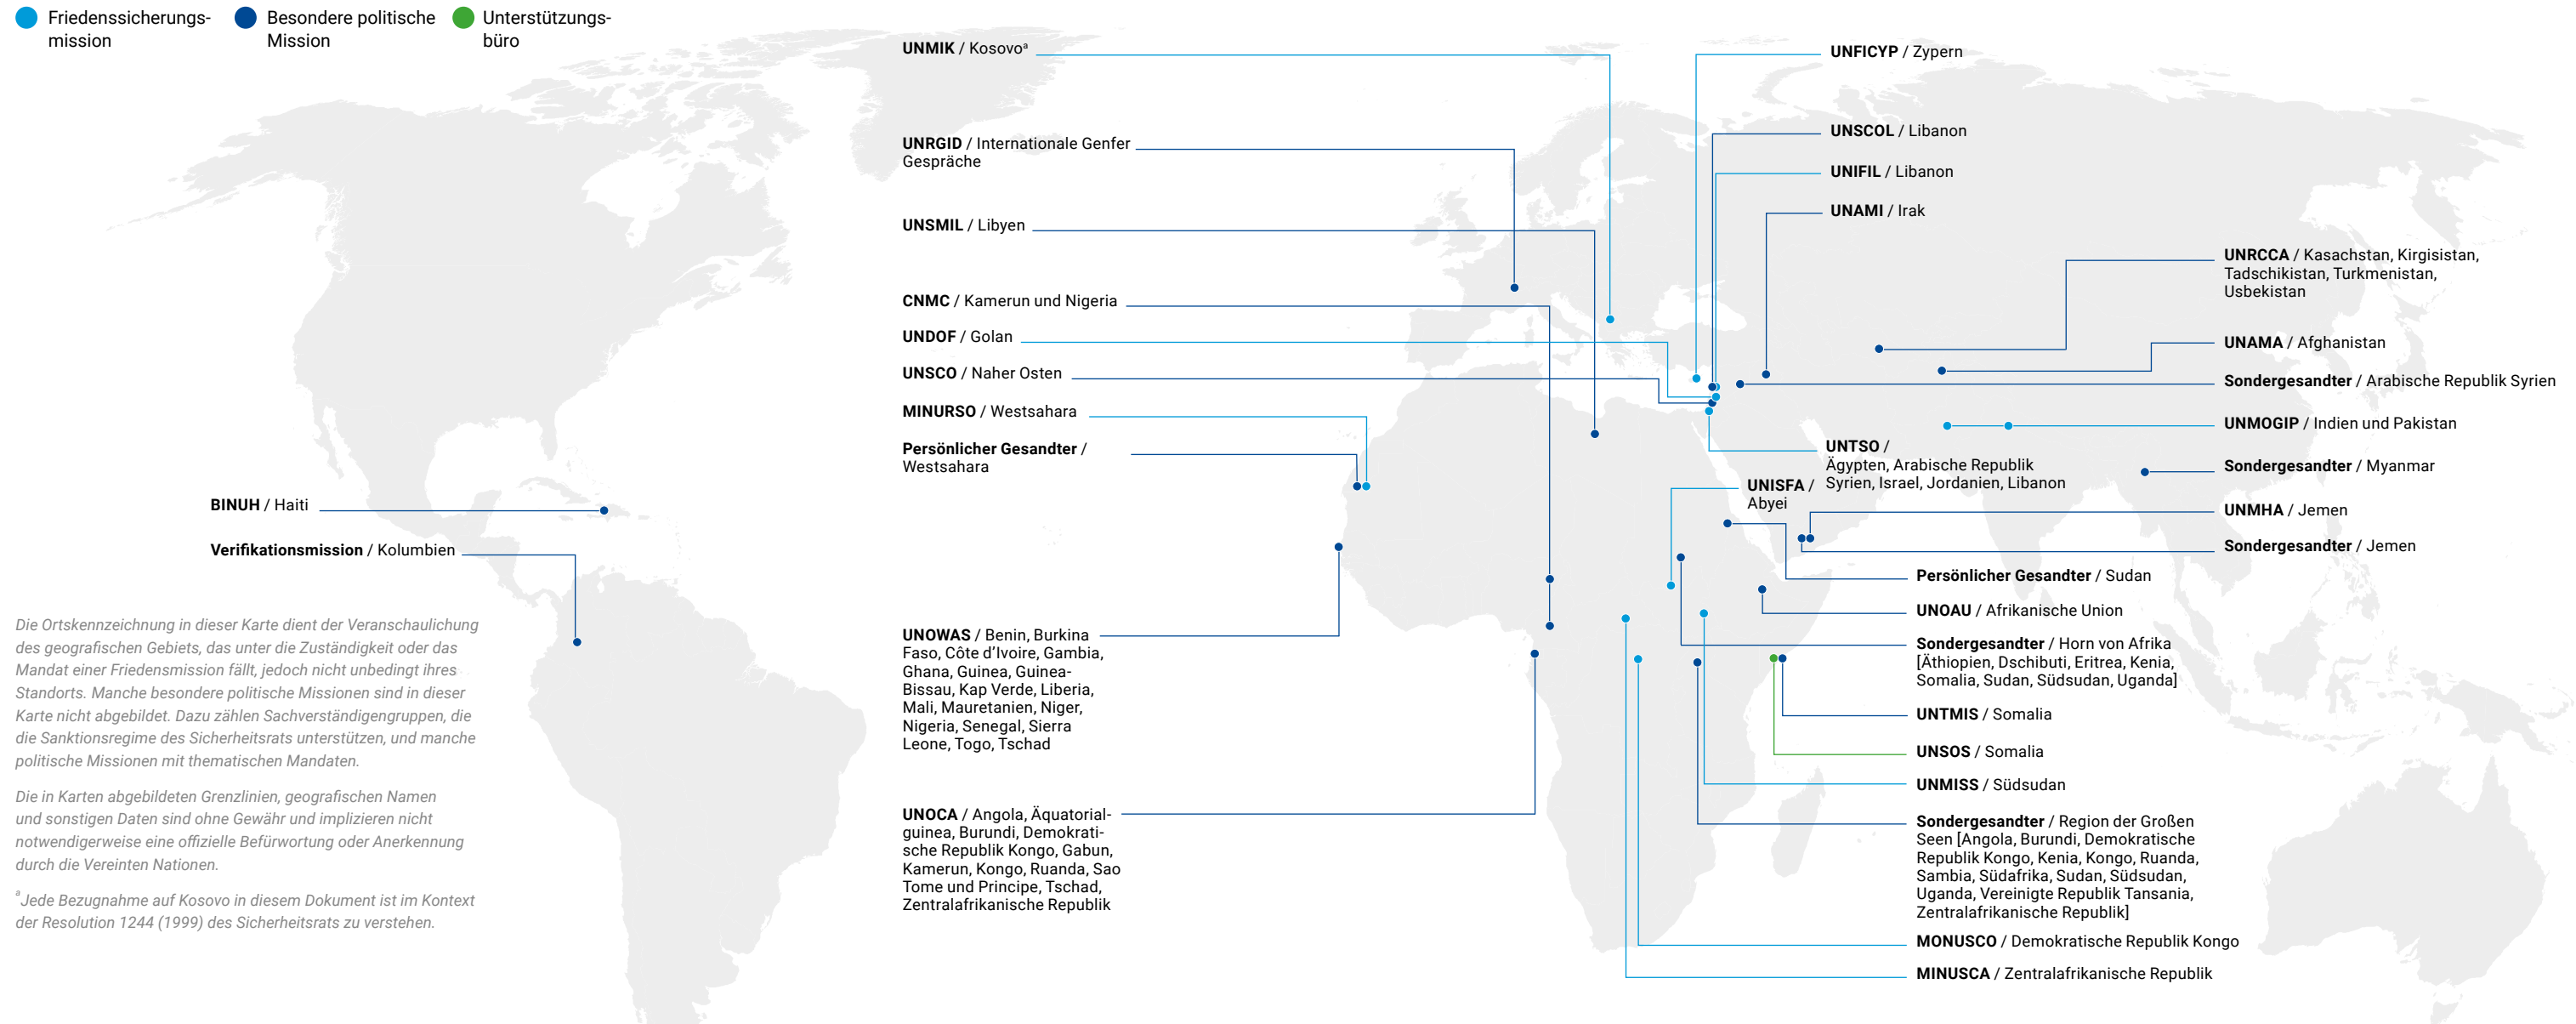 Friedenssicherungs-
mission
Besondere politische
Mission
Unterstützungs-
büro
UNMIK / Kosovoᵃ
UNRGID / Internationale Genfer
Gespräche
UNSMIL / Libyen
CNMC / Kamerun und Nigeria
UNDOF / Golan
UNSCO / Naher Osten
MINURSO / Westsahara
Persönlicher Gesandter /
Westsahara
BINUH / Haiti
Verifikationsmission / Kolumbien
UNOWAS / Benin, Burkina
Faso, Côte d’Ivoire, Gambia,
Ghana, Guinea, Guinea-
Bissau, Kap Verde, Liberia,
Mali, Mauretanien, Niger,
Nigeria, Senegal, Sierra
Leone, Togo, Tschad
UNOCA / Angola, Äquatorial-
guinea, Burundi, Demokrati-
sche Republik Kongo, Gabun,
Kamerun, Kongo, Ruanda, Sao
Tome und Principe, Tschad,
Zentralafrikanische Republik
UNFICYP / Zypern
UNSCOL / Libanon
UNIFIL / Libanon
UNAMI / Irak
UNRCCA / Kasachstan, Kirgisistan,
Tadschikistan, Turkmenistan,
Usbekistan
UNAMA / Afghanistan
Sondergesandter / Arabische Republik Syrien
UNMOGIP / Indien und Pakistan
UNTSO /
Ägypten, Arabische Republik
Syrien, Israel, Jordanien, Libanon
Sondergesandter / Myanmar
UNISFA /
Abyei
UNMHA / Jemen
Sondergesandter / Jemen
Persönlicher Gesandter / Sudan
UNOAU / Afrikanische Union
Sondergesandter / Horn von Afrika
[Äthiopien, Dschibuti, Eritrea, Kenia,
Somalia, Sudan, Südsudan, Uganda]
UNTMIS / Somalia
UNSOS / Somalia
UNMISS / Südsudan
Sondergesandter / Region der Großen
Seen [Angola, Burundi, Demokratische
Republik Kongo, Kenia, Kongo, Ruanda,
Sambia, Südafrika, Sudan, Südsudan,
Uganda, Vereinigte Republik Tansania,
Zentralafrikanische Republik]
MONUSCO / Demokratische Republik Kongo
MINUSCA / Zentralafrikanische Republik
Die Ortskennzeichnung in dieser Karte dient der Veranschaulichung
des geografischen Gebiets, das unter die Zuständigkeit oder das
Mandat einer Friedensmission fällt, jedoch nicht unbedingt ihres
Standorts. Manche besondere politische Missionen sind in dieser
Karte nicht abgebildet. Dazu zählen Sachverständigengruppen, die
die Sanktionsregime des Sicherheitsrats unterstützen, und manche
politische Missionen mit thematischen Mandaten.
Die in Karten abgebildeten Grenzlinien, geografischen Namen
und sonstigen Daten sind ohne Gewähr und implizieren nicht
notwendigerweise eine offizielle Befürwortung oder Anerkennung
durch die Vereinten Nationen.
ᵃJede Bezugnahme auf Kosovo in diesem Dokument ist im Kontext
der Resolution 1244 (1999) des Sicherheitsrats zu verstehen.